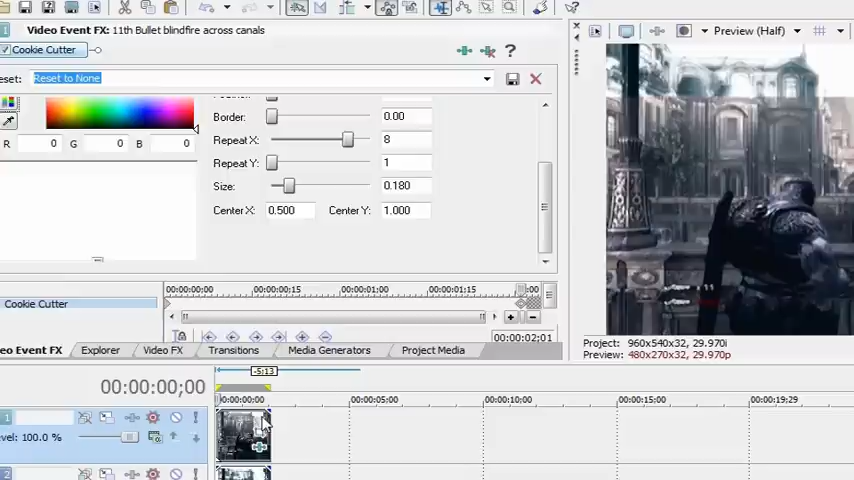 1 Video Event FX: 11th Bullet blindfire across canals
Cookie Cutter
?
Preview (Half)
eset: Reset to None
Border: 0.00
Repeat X: 8
R 0 G 0 B 0
Repeat Y: 1
Size: 0.180
Center X: 0.500 Center Y: 1.000
00:00:00;00 00:00:00;15 00:00:01;00 00:00:01;15 :00
Cookie Cutter
00:00:02;01
Project: 960x540x32, 29.970i
Preview: 480x270x32, 29.970p
eo Event FX Explorer Video FX Transitions Media Generators Project Media
-5;13
00:00:00;00
00:00:00;00 00:00:05;00 00:00:10;00 00:00:15;00 00:00:19;29
1
evel: 100.0 %
2